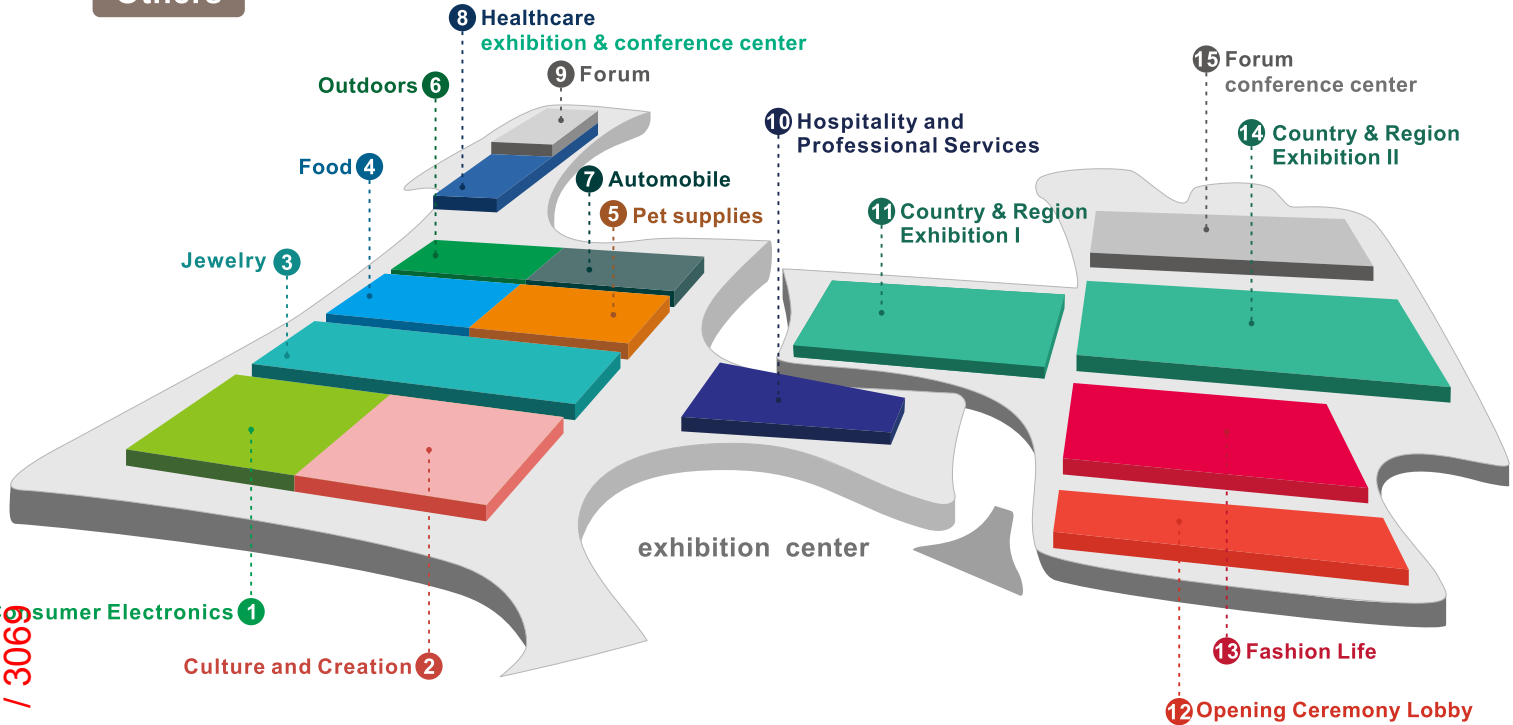 Others
8 Healthcare
exhibition & conference center
9 Forum
Outdoors 6
15 Forum
conference center
10 Hospitality and
Professional Services
14 Country & Region
Exhibition II
Food 4
7 Automobile
5 Pet supplies
11 Country & Region
Exhibition I
Jewelry 3
exhibition center
Consumer Electronics 1
/ 3069
Culture and Creation 2
13 Fashion Life
12 Opening Ceremony Lobby